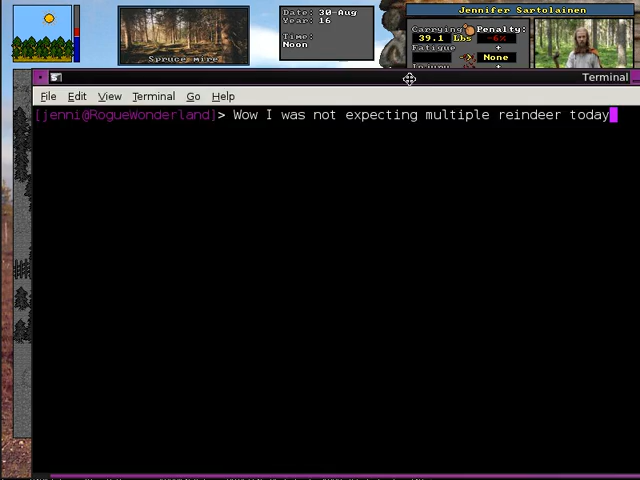 Jennifer Sartolainen
Date: 30-Aug
Year: 16
Time:
Noon
Spruce mire
Carrying Penalty:
39.1 Lbs -6%
Fatigue +
None
+
Terminal
File Edit View Terminal Go Help
[jenni@RogueWonderland]> Wow I was not expecting multiple reindeer today